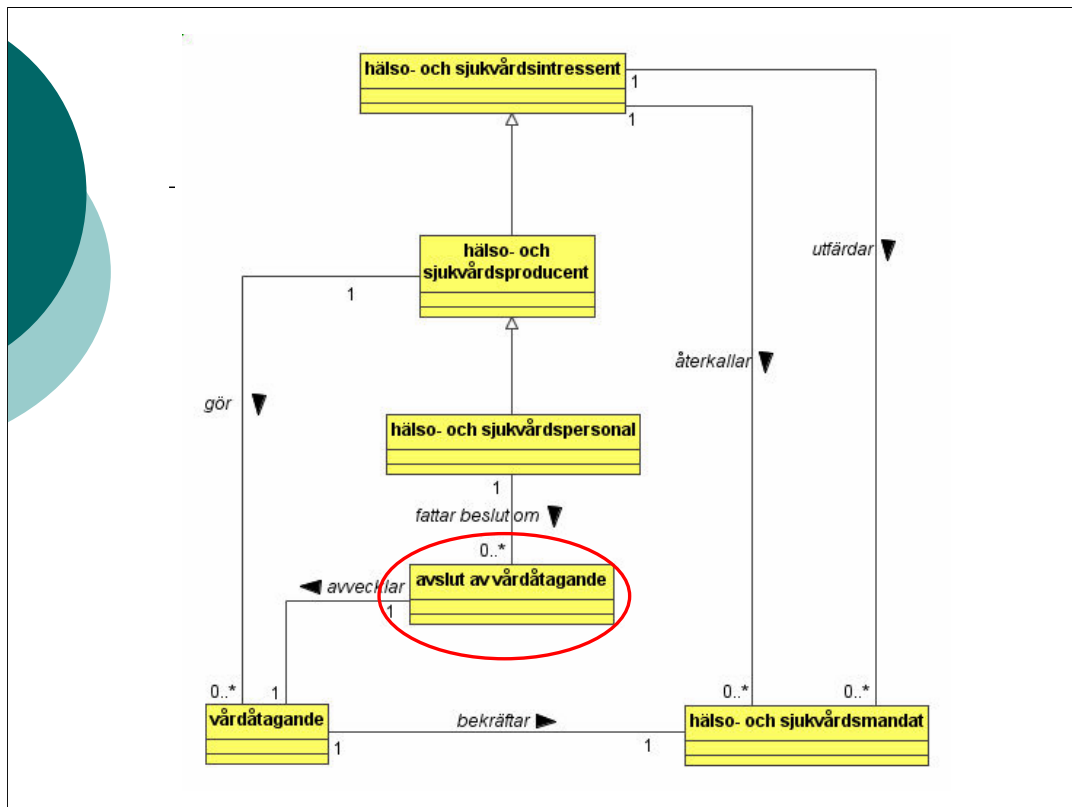 hälso- och sjukvårdsintressent
1
1
-
hälso- och
sjukvårdsproducent
utfärdar
1
återkallar
gör
hälso- och sjukvårdspersonal
1
fattar beslut om
0..*
avslut av vårdåtagande
avvecklar
1
0..*
1
0..*
0..*
vårdåtagande
bekräftar
hälso- och sjukvårdsmandat
1
1